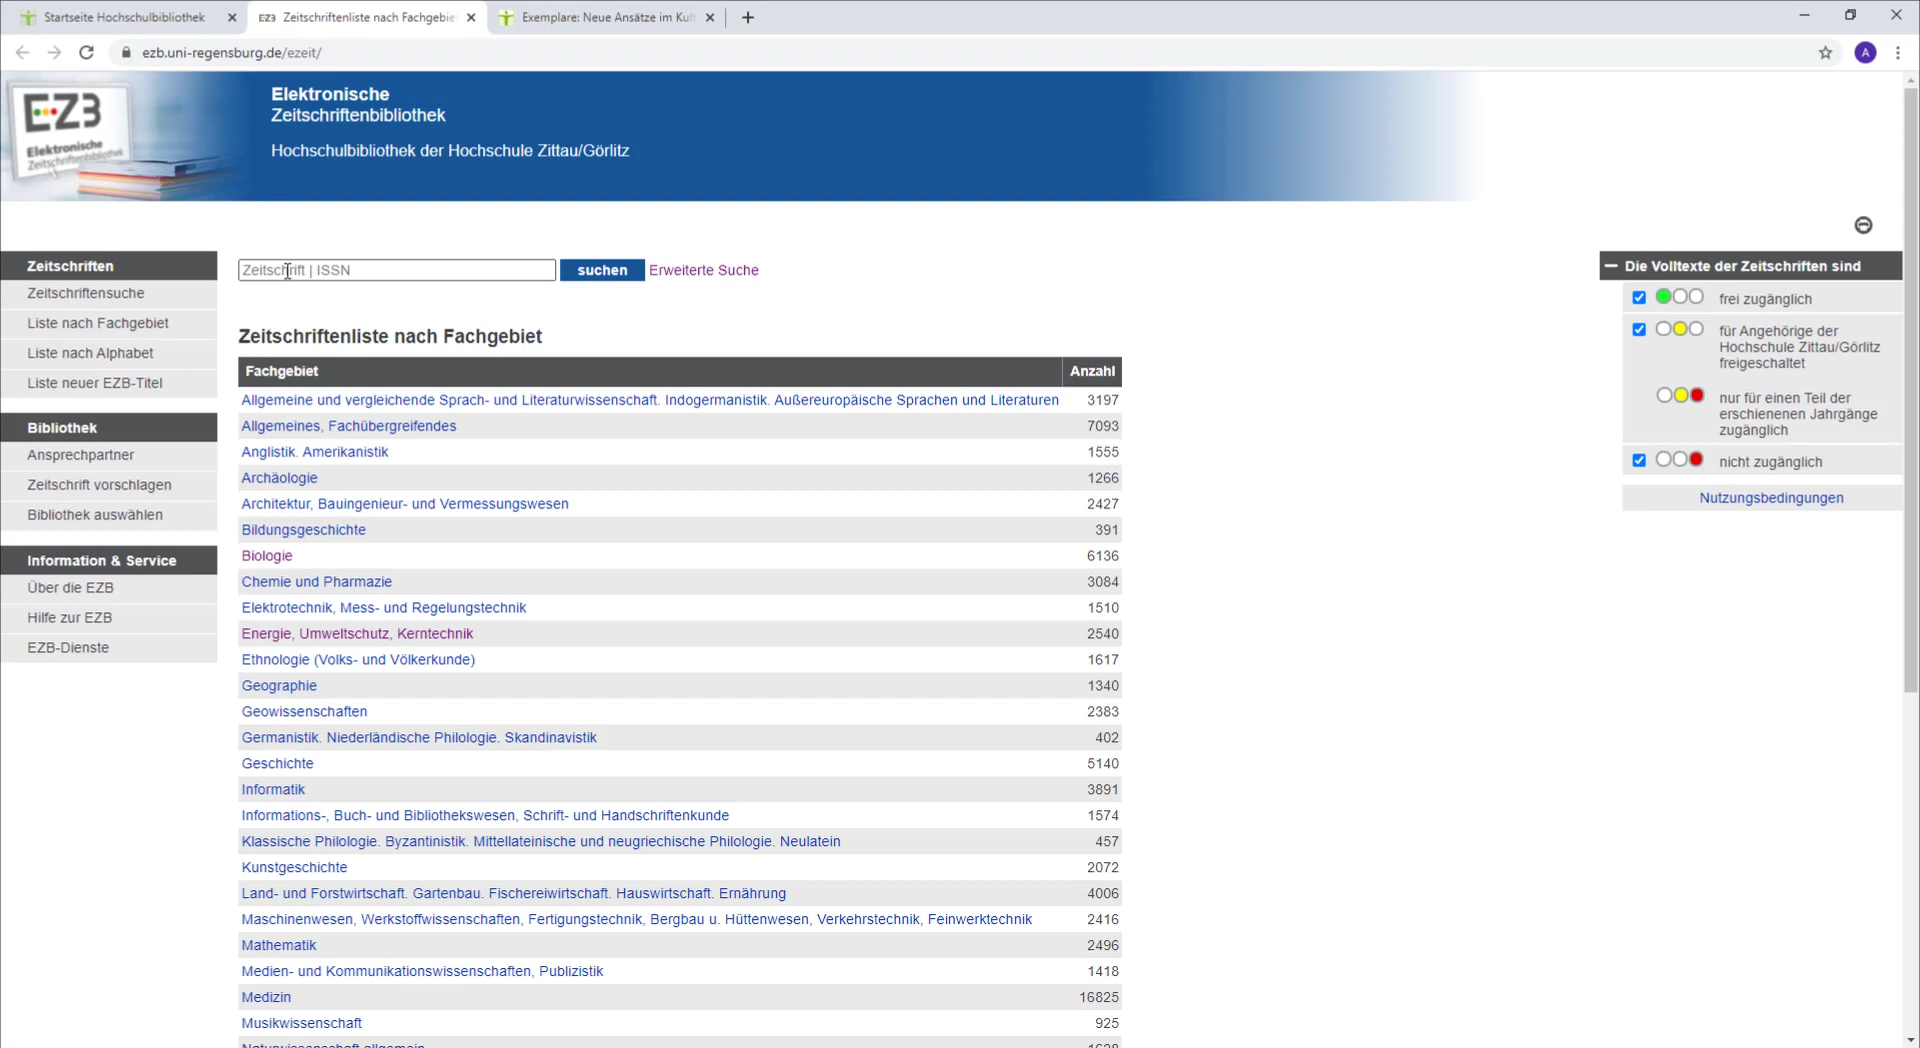 Startseite Hochschulbibliothek
EZ3 Zeitschriftenliste nach Fachgebie
Exemplare: Neue Ansätze im Kul
ezb.uni-regensburg.de/ezeit/
A
EZ3
Elektronische
Zeitschriftenbibliothek
Elektronische
Zeitschriftenbibliothek
Hochschulbibliothek der Hochschule Zittau/Görlitz
Zeitschriften
Zeitschriftensuche
Liste nach Fachgebiet
Liste nach Alphabet
Liste neuer EZB-Titel
Bibliothek
Ansprechpartner
Zeitschrift vorschlagen
Bibliothek auswählen
Information & Service
Über die EZB
Hilfe zur EZB
EZB-Dienste
Zeitschrift | ISSN
suchen
Erweiterte Suche
Zeitschriftenliste nach Fachgebiet
Fachgebiet Anzahl
Allgemeine und vergleichende Sprach- und Literaturwissenschaft. Indogermanistik. Außereuropäische Sprachen und Literaturen 3197
Allgemeines, Fachübergreifendes 7093
Anglistik. Amerikanistik 1555
Archäologie 1266
Architektur, Bauingenieur- und Vermessungswesen 2427
Bildungsgeschichte 391
Biologie 6136
Chemie und Pharmazie 3084
Elektrotechnik, Mess- und Regelungstechnik 1510
Energie, Umweltschutz, Kerntechnik 2540
Ethnologie (Volks- und Völkerkunde) 1617
Geographie 1340
Geowissenschaften 2383
Germanistik. Niederländische Philologie. Skandinavistik 402
Geschichte 5140
Informatik 3891
Informations-, Buch- und Bibliothekswesen, Schrift- und Handschriftenkunde 1574
Klassische Philologie. Byzantinistik. Mittellateinische und neugriechische Philologie. Neulatein 457
Kunstgeschichte 2072
Land- und Forstwirtschaft. Gartenbau. Fischereiwirtschaft. Hauswirtschaft. Ernährung 4006
Maschinenwesen, Werkstoffwissenschaften, Fertigungstechnik, Bergbau u. Hüttenwesen, Verkehrstechnik, Feinwerktechnik 2416
Mathematik 2496
Medien- und Kommunikationswissenschaften, Publizistik 1418
Medizin 16825
Musikwissenschaft 925
Naturwissenschaft allgemein 1628
Die Volltexte der Zeitschriften sind
frei zugänglich
für Angehörige der
Hochschule Zittau/Görlitz
freigeschaltet
nur für einen Teil der
erschienenen Jahrgänge
zugänglich
nicht zugänglich
Nutzungsbedingungen